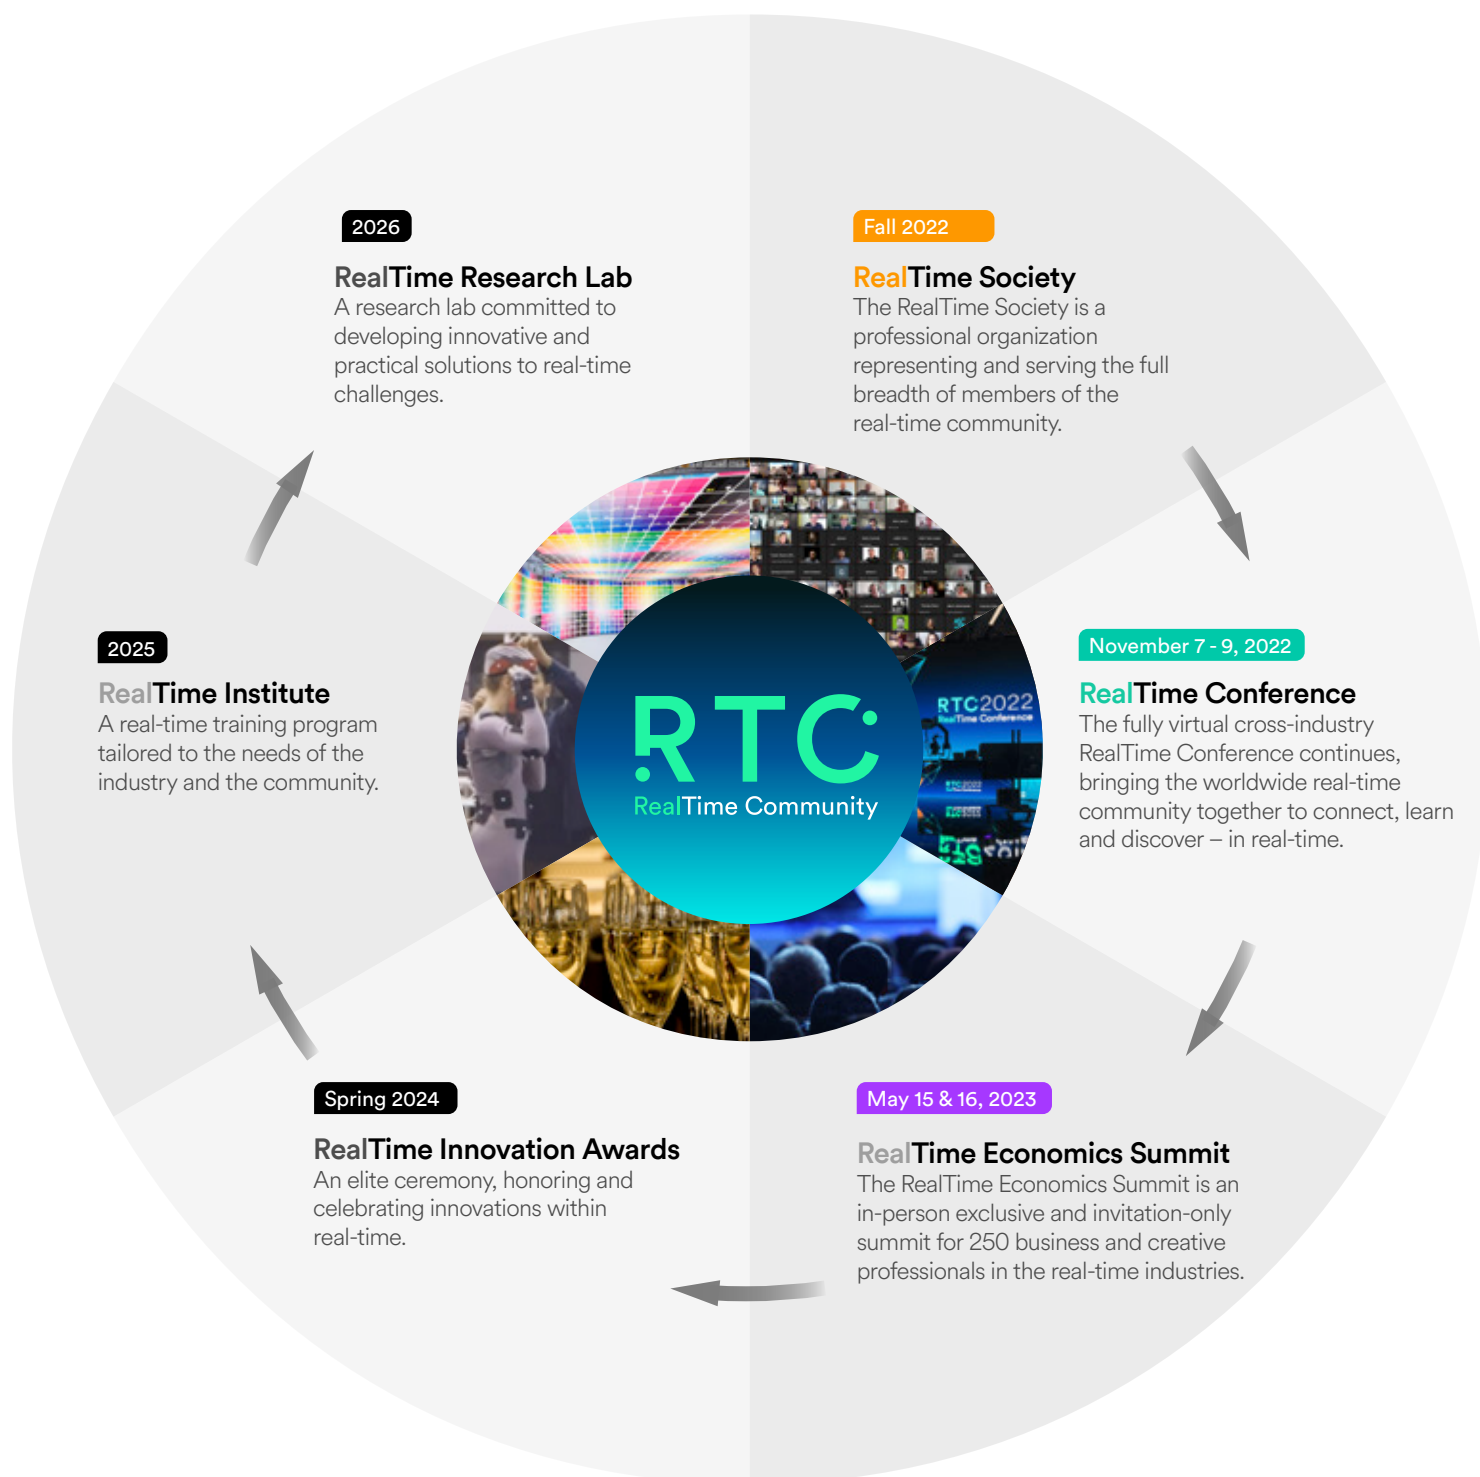 Fall 2022
RealTime Society
The RealTime Society is a
professional organization
representing and serving the full
breadth of members of the
real-time community.
November 7 - 9, 2022
RealTime Conference
The fully virtual cross-industry
RealTime Conference continues,
bringing the worldwide real-time
community together to connect, learn
and discover – in real-time.
May 15 & 16, 2023
RealTime Economics Summit
The RealTime Economics Summit is an
in-person exclusive and invitation-only
summit for 250 business and creative
professionals in the real-time industries.
Spring 2024
RealTime Innovation Awards
An elite ceremony, honoring and
celebrating innovations within
real-time.
2025
RealTime Institute
A real-time training program
tailored to the needs of the
industry and the community.
2026
RealTime Research Lab
A research lab committed to
developing innovative and
practical solutions to real-time
challenges.
RTC
RealTime Community
RTC2022
RealTime Conference